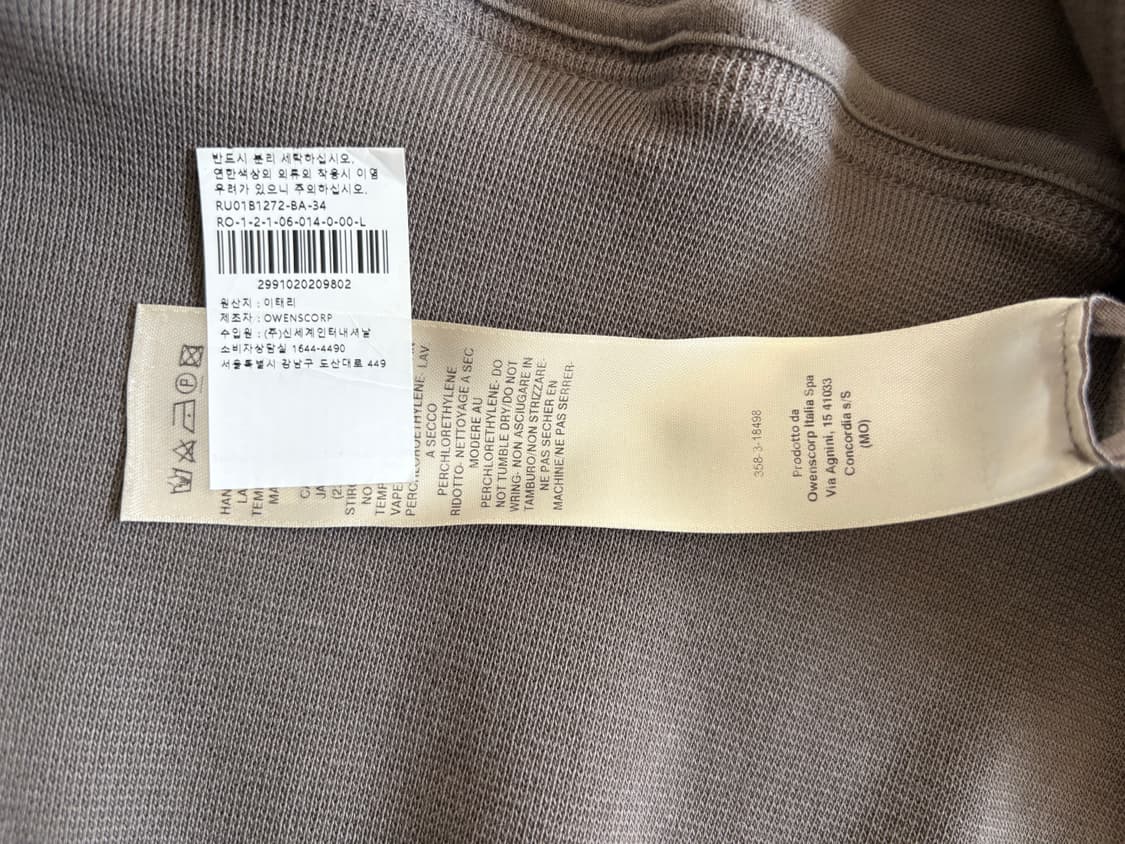 반드시 분리 세탁하십시오.
연한색상의 의류와 착용시 이염
우려가 있으니 주의하십시오.
RU01B1272-BA-34
RO-1-2-1-06-014-0-00-L
2991020209802
원산지 : 이태리
제조자 : OWENSCORP
수입원 : (주)신세계인터내셔날
소비자상담실 1644-4490
서울특별시 강남구 도산대로 449
P
PERCHLOROETHYLENE- LAV
A SECCO
PERCHLORETHYLENE
RIDOTTO- NETTOYAGE A SEC
MODERE AU
PERCHLORETHYLENE- DO
NOT TUMBLE DRY/DO NOT
WRING- NON ASCIUGARE IN
TAMBURO/NON STRIZZARE-
NE PAS SECHER EN
MACHINE/NE PAS SERRER-
358-3-18498
Prodotto da
Owenscorp Italia Spa
Via Agnini, 15 41033
Concordia s/S
(MO)